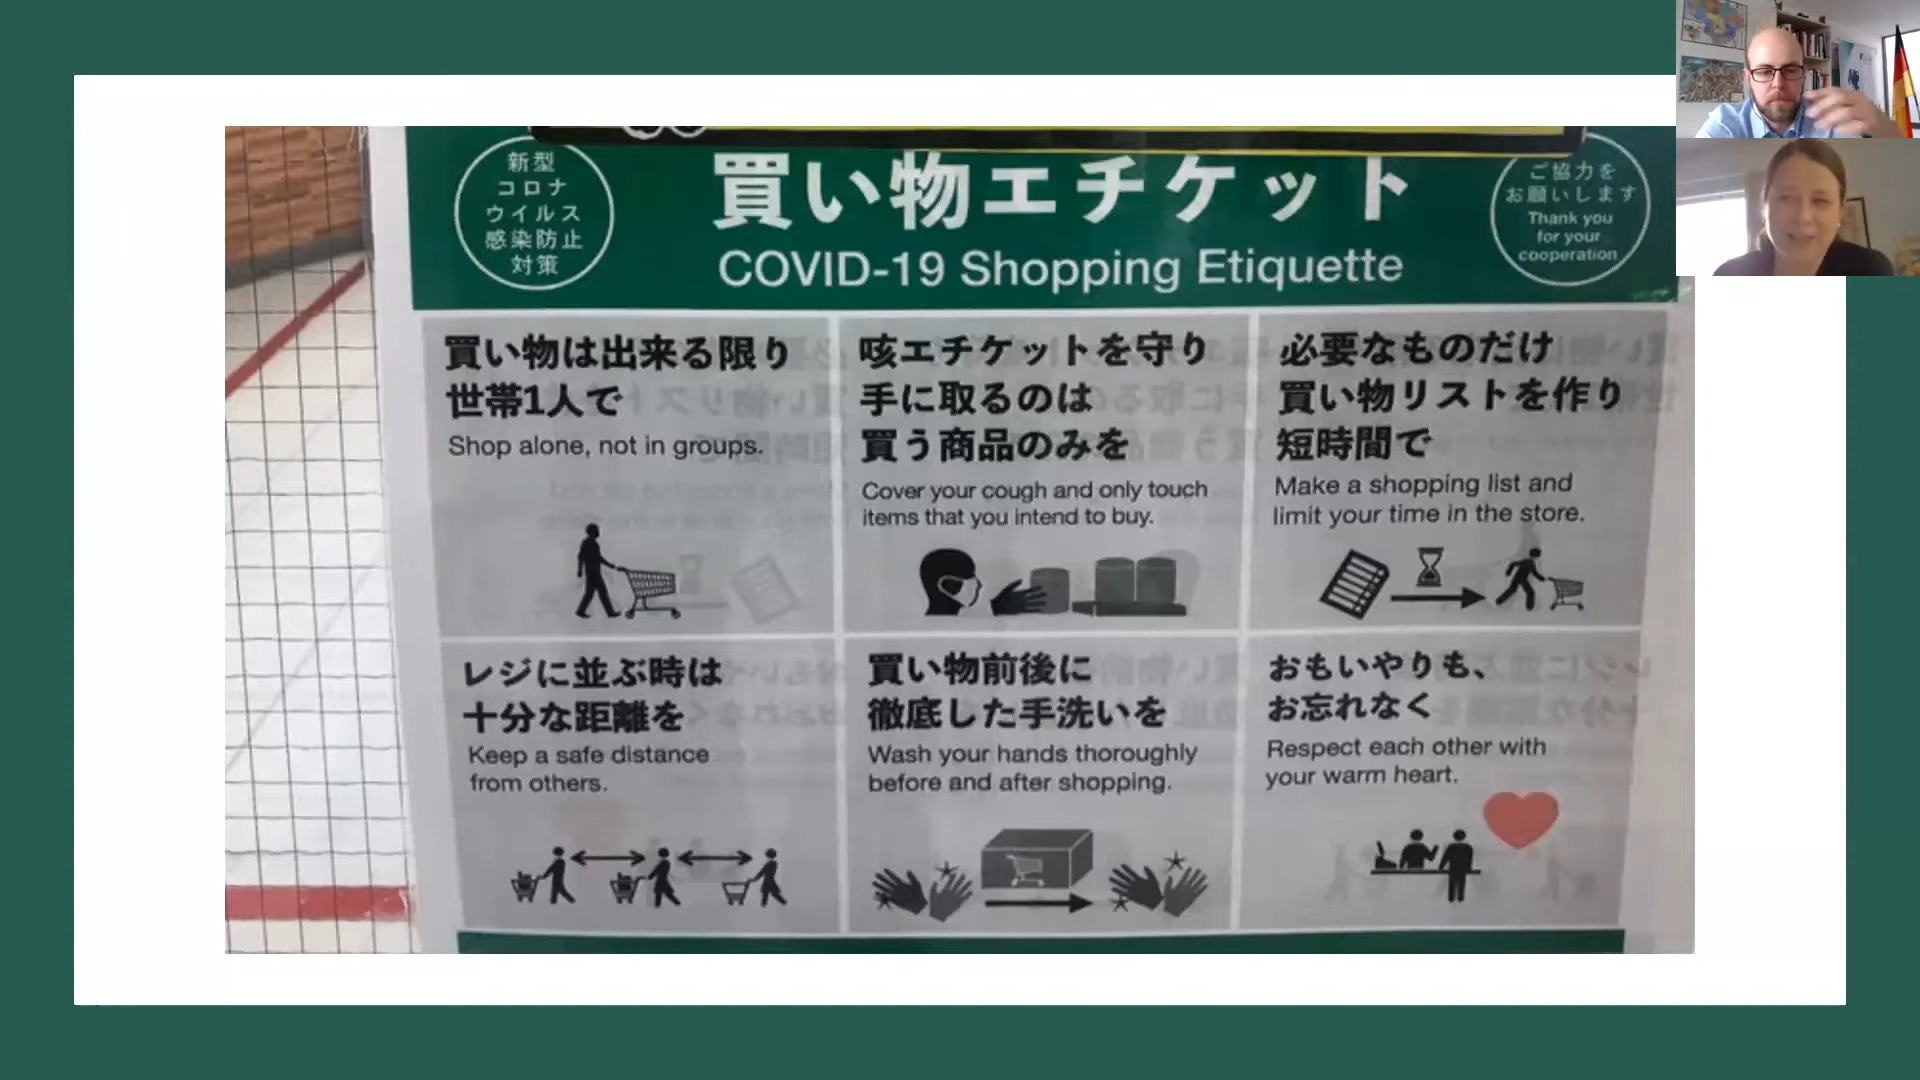 新型
コロナ
ウイルス
感染防止
対策
買い物エチケット
COVID-19 Shopping Etiquette
ご協力を
お願いします
Thank you
for your
cooperation
買い物は出来る限り
世帯1人で
Shop alone, not in groups.
咳エチケットを守り
手に取るのは
買う商品のみを
Cover your cough and only touch
items that you intend to buy.
必要なものだけ
買い物リストを作り
短時間で
Make a shopping list and
limit your time in the store.
レジに並ぶ時は
十分な距離を
Keep a safe distance
from others.
買い物前後に
徹底した手洗いを
Wash your hands thoroughly
before and after shopping.
おもいやりも、
お忘れなく
Respect each other with
your warm heart.